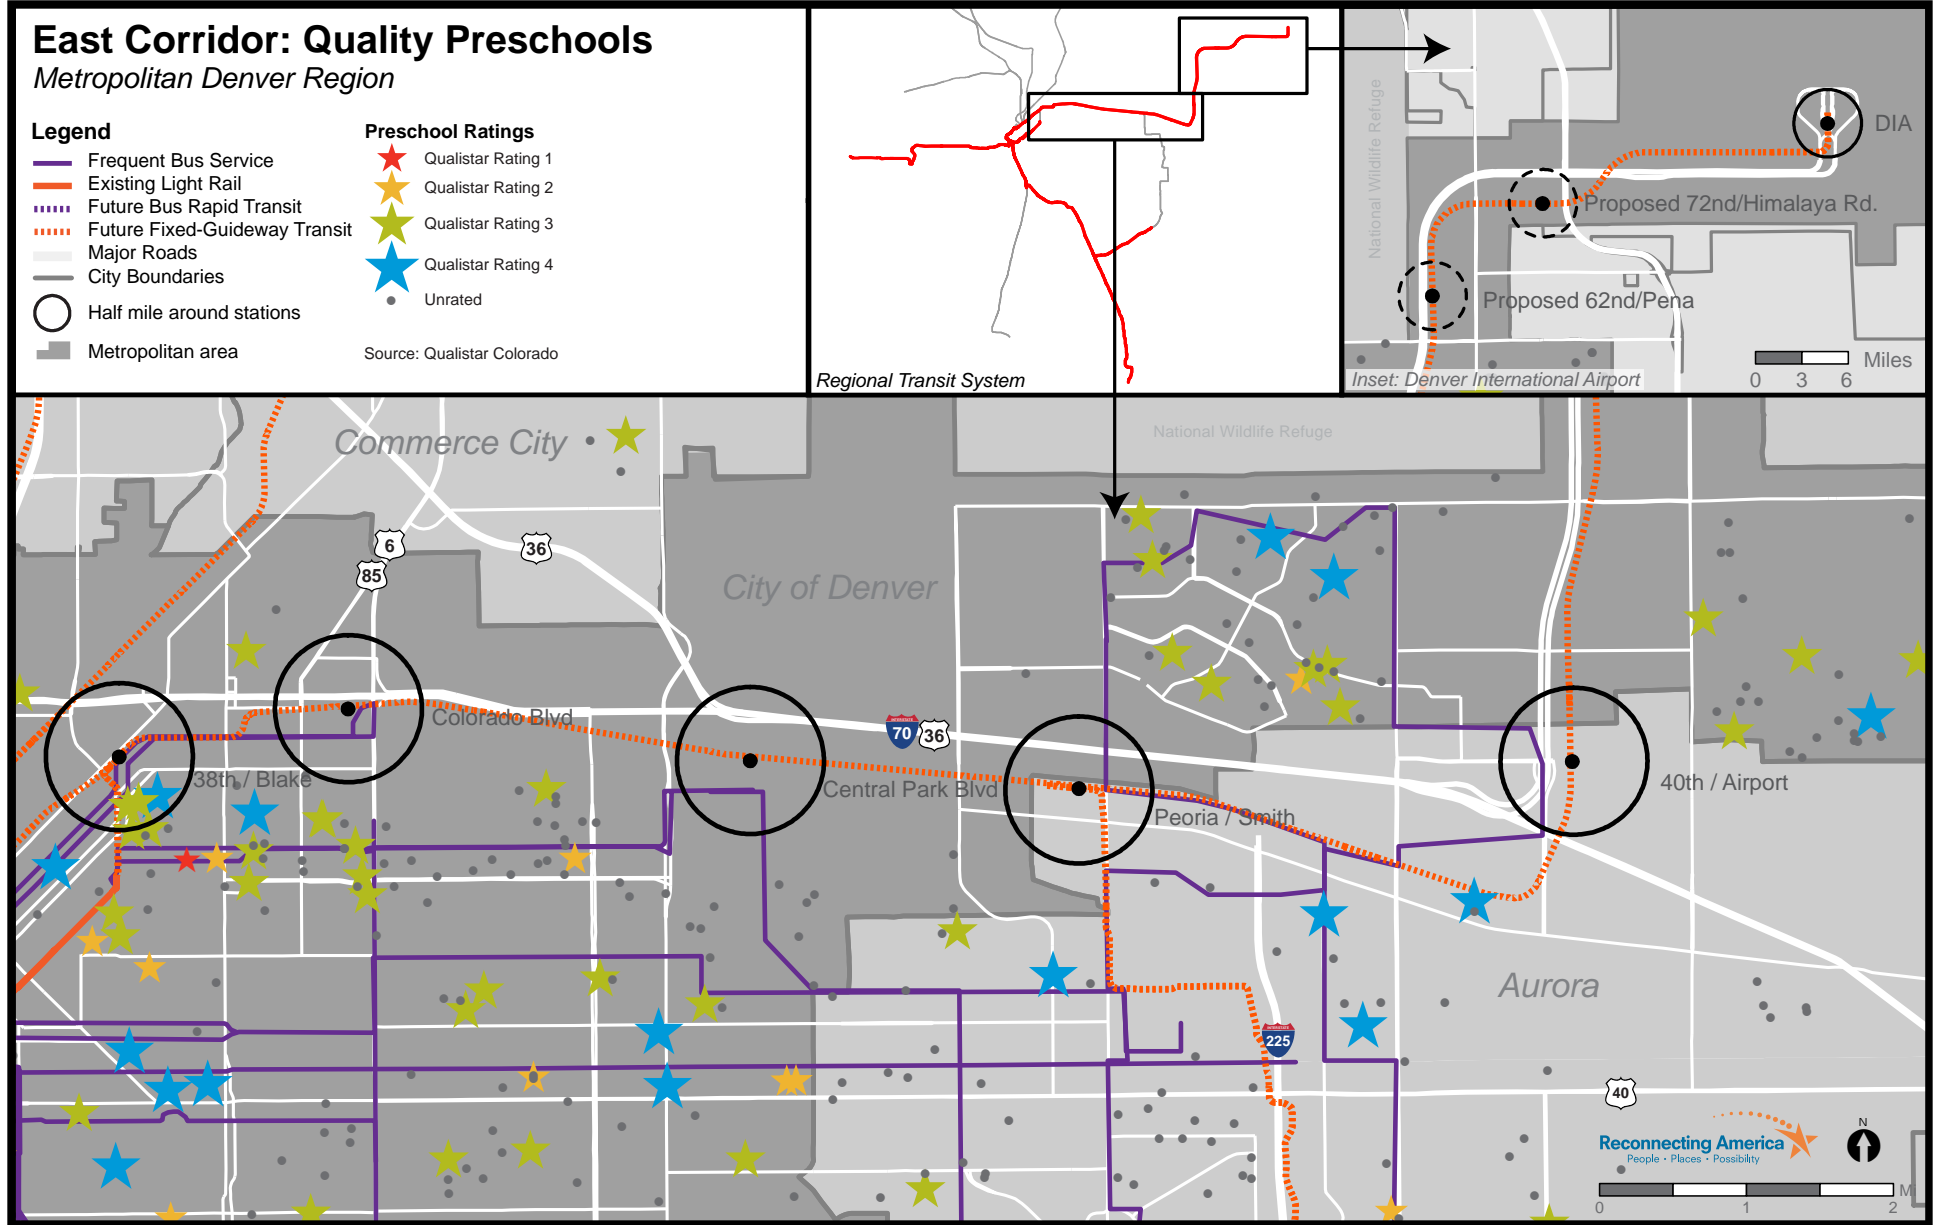 East Corridor: Quality Preschools
Metropolitan Denver Region
Legend
Frequent Bus Service
Existing Light Rail
Future Bus Rapid Transit
Future Fixed-Guideway Transit
Major Roads
City Boundaries
Half mile around stations
Metropolitan area
Preschool Ratings
Qualistar Rating 1
Qualistar Rating 2
Qualistar Rating 3
Qualistar Rating 4
Unrated
Source: Qualistar Colorado
Regional Transit System
National Wildlife Refuge
DIA
Proposed 72nd/Himalaya Rd.
Proposed 62nd/Pena
Miles
0 3 6
Inset: Denver International Airport
Commerce City
National Wildlife Refuge
6
36
85
City of Denver
Colorado Blvd
INTERSTATE
70
36
38th / Blake
Central Park Blvd
Peoria / Smith
40th / Airport
Aurora
INTERSTATE
225
40
Reconnecting America
People • Places • Possibility
N
Mi
0 1 2